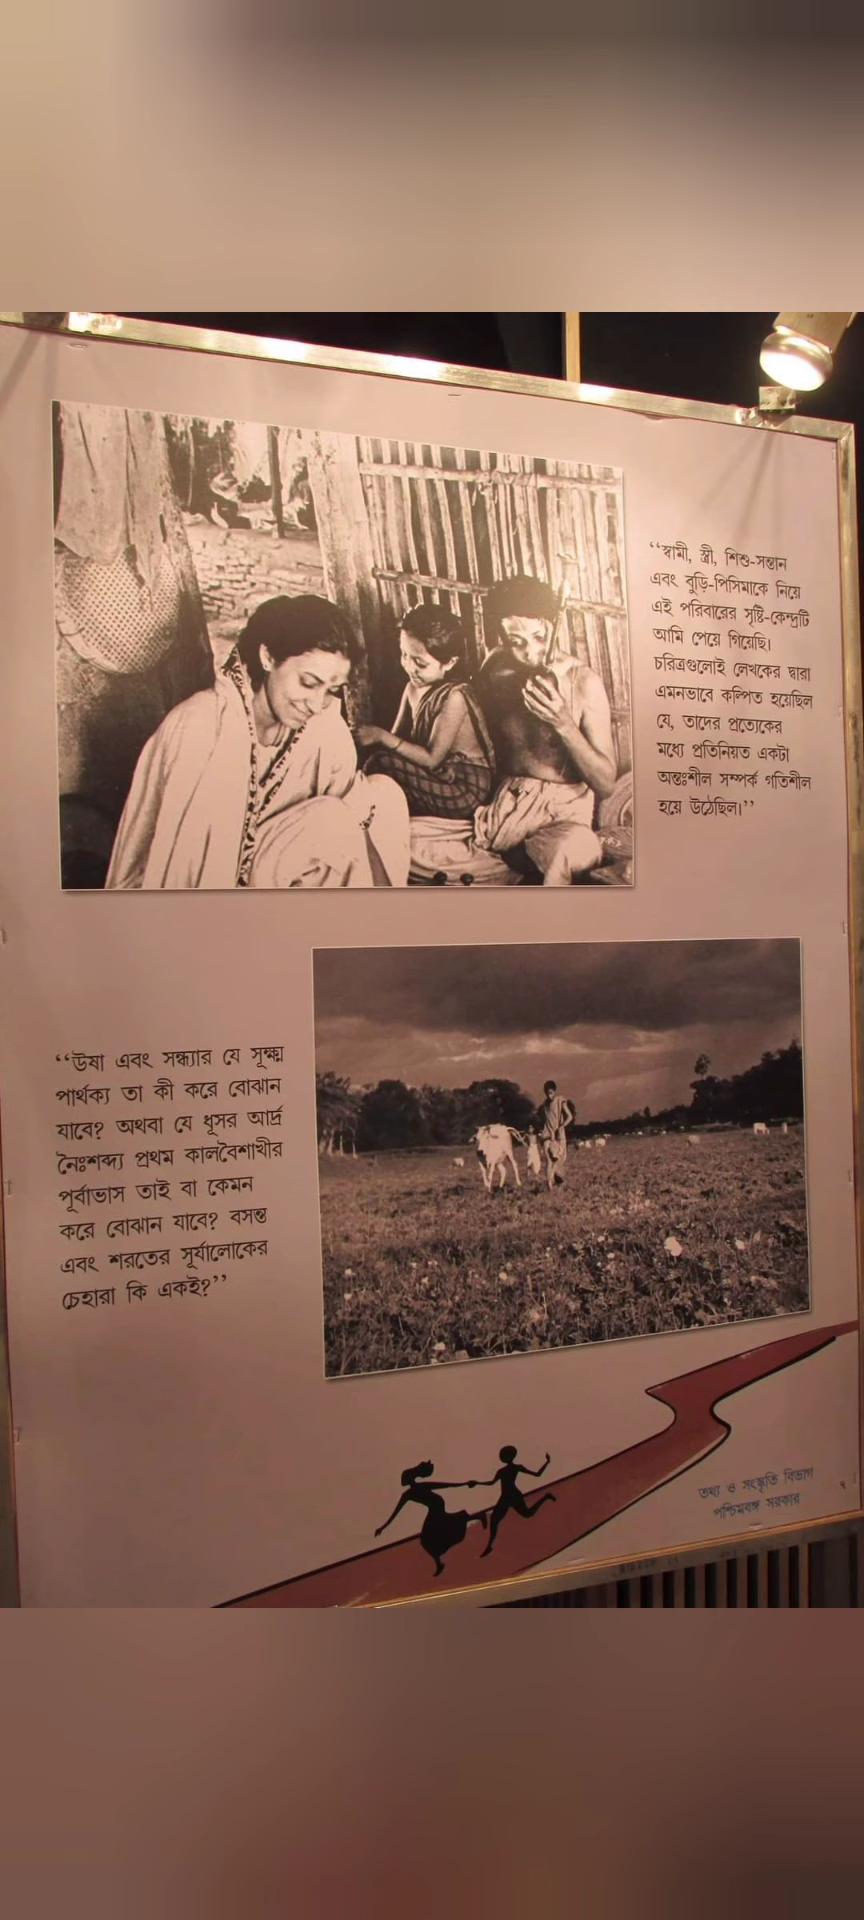 “স্বামী, স্ত্রী, শিশু-সন্তান
এবং বুড়ি-পিসিমাকে নিয়ে
এই পরিবারের সৃষ্টি-কেন্দ্রটি
আমি পেয়ে গিয়েছি।
চরিত্রগুলোই লেখকের দ্বারা
এমনভাবে কল্পিত হয়েছিল
যে, তাদের প্রত্যেকের
মধ্যে প্রতিনিয়ত একটা
অন্তঃশীল সম্পর্ক গতিশীল
হয়ে উঠেছিল।”
“ঊষা এবং সন্ধ্যার যে সূক্ষ্ম
পার্থক্য তা কী করে বোঝান
যাবে? অথবা যে ধূসর আর্দ্র
নৈঃশব্দ্য প্রথম কালবৈশাখীর
পূর্বাভাস তাই বা কেমন
করে বোঝান যাবে? বসন্ত
এবং শরতের সূর্যালোকের
চেহারা কি একই?”
তথ্য ও সংস্কৃতি বিভাগ
পশ্চিমবঙ্গ সরকার